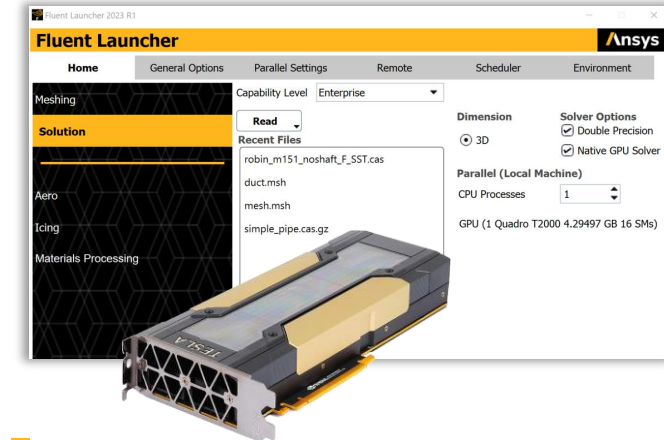 Fluent Launcher 2023 R1
Fluent Launcher
Ansys
Home General Options Parallel Settings Remote Scheduler Environment
Meshing
Solution
Aero
Icing
Materials Processing
Capability Level Enterprise
Read
Recent Files
robin_m151_noshaft_F_SST.cas
duct.msh
mesh.msh
simple_pipe.cas.gz
Dimension
3D
Solver Options
Double Precision
Native GPU Solver
Parallel (Local Machine)
CPU Processes 1
GPU (1 Quadro T2000 4.29497 GB 16 SMs)
TESLA